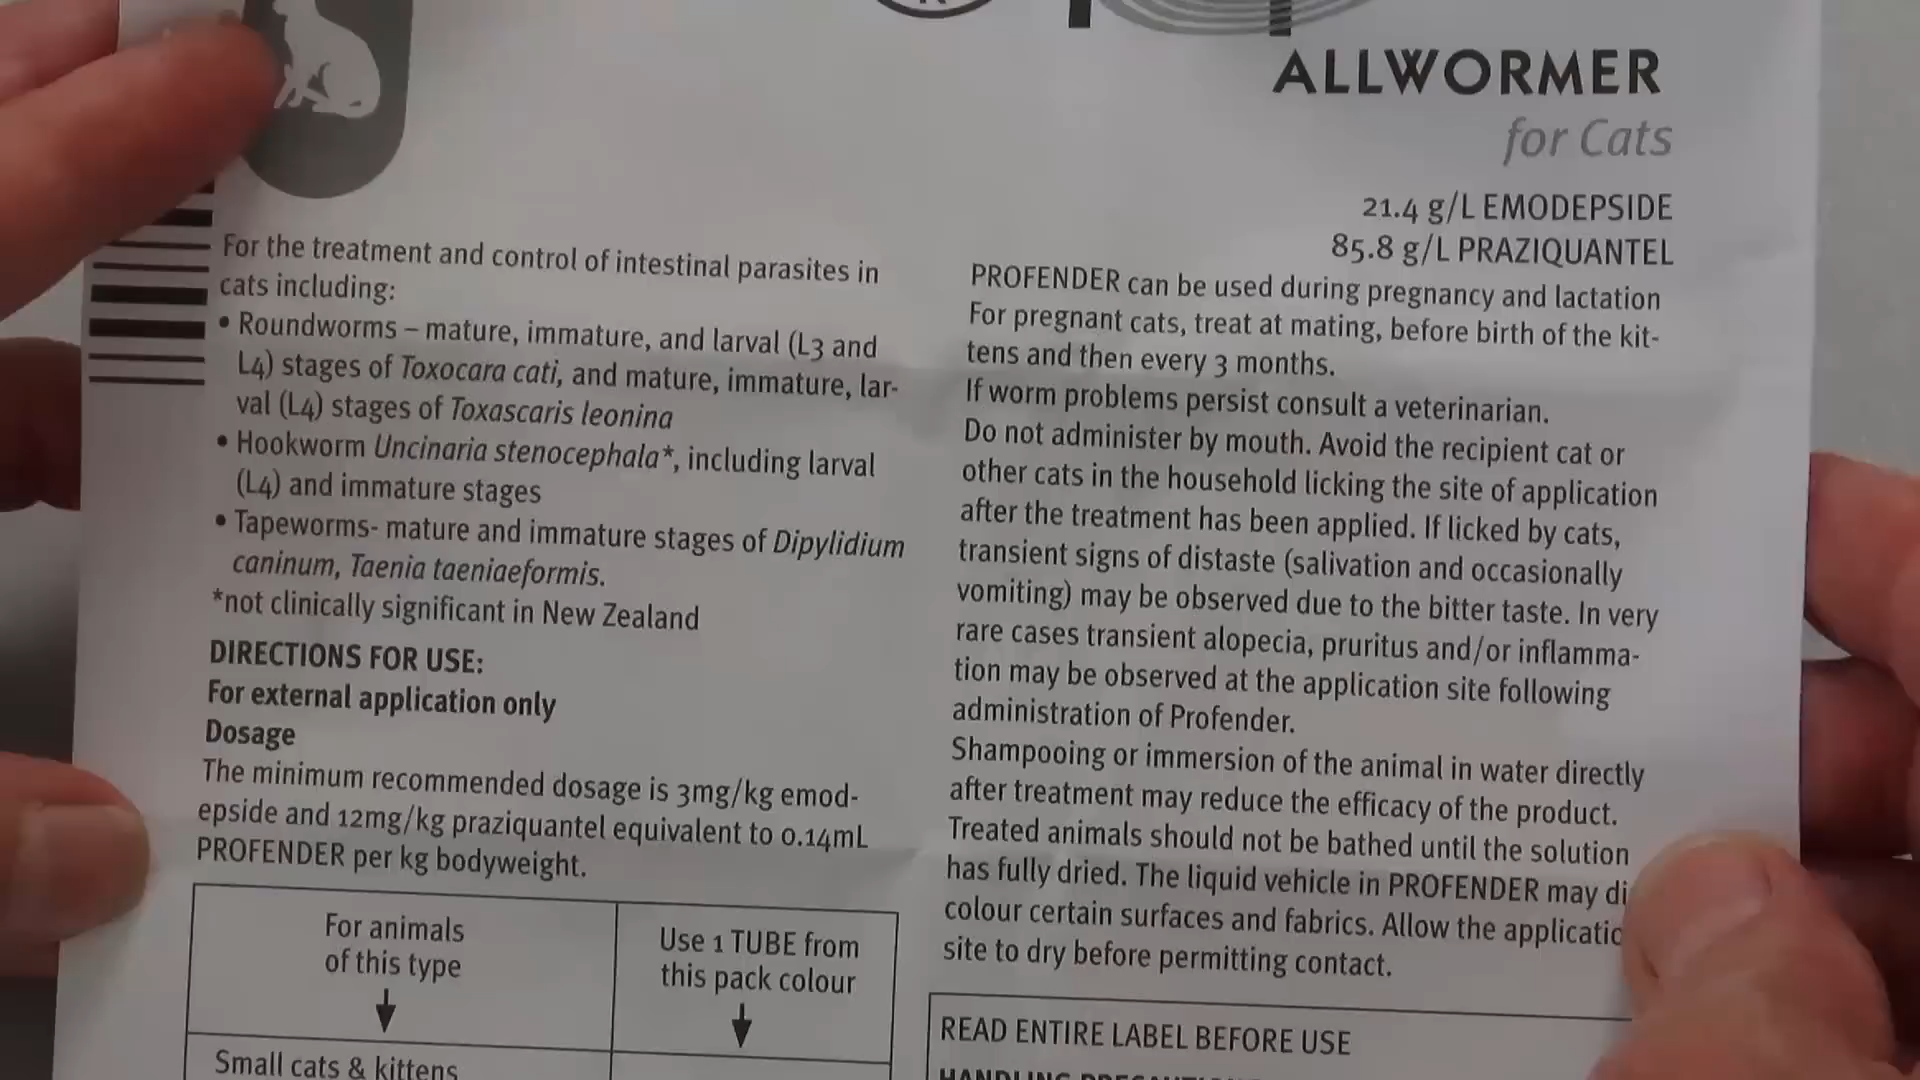 ALLWORMER
for Cats
21.4 g/L EMODEPSIDE
85.8 g/L PRAZIQUANTEL
For the treatment and control of intestinal parasites in
cats including:
• Roundworms – mature, immature, and larval (L3 and
L4) stages of Toxocara cati, and mature, immature, lar-
val (L4) stages of Toxascaris leonina
• Hookworm Uncinaria stenocephala*, including larval
(L4) and immature stages
• Tapeworms- mature and immature stages of Dipylidium
caninum, Taenia taeniaeformis.
*not clinically significant in New Zealand
DIRECTIONS FOR USE:
For external application only
Dosage
The minimum recommended dosage is 3mg/kg emod-
epside and 12mg/kg praziquantel equivalent to 0.14mL
PROFENDER per kg bodyweight.
For animals
of this type
Use 1 TUBE from
this pack colour
Small cats & kittens
PROFENDER can be used during pregnancy and lactation
For pregnant cats, treat at mating, before birth of the kit-
tens and then every 3 months.
If worm problems persist consult a veterinarian.
Do not administer by mouth. Avoid the recipient cat or
other cats in the household licking the site of application
after the treatment has been applied. If licked by cats,
transient signs of distaste (salivation and occasionally
vomiting) may be observed due to the bitter taste. In very
rare cases transient alopecia, pruritus and/or inflamma-
tion may be observed at the application site following
administration of Profender.
Shampooing or immersion of the animal in water directly
after treatment may reduce the efficacy of the product.
Treated animals should not be bathed until the solution
has fully dried. The liquid vehicle in PROFENDER may di
colour certain surfaces and fabrics. Allow the applicatio
site to dry before permitting contact.
READ ENTIRE LABEL BEFORE USE